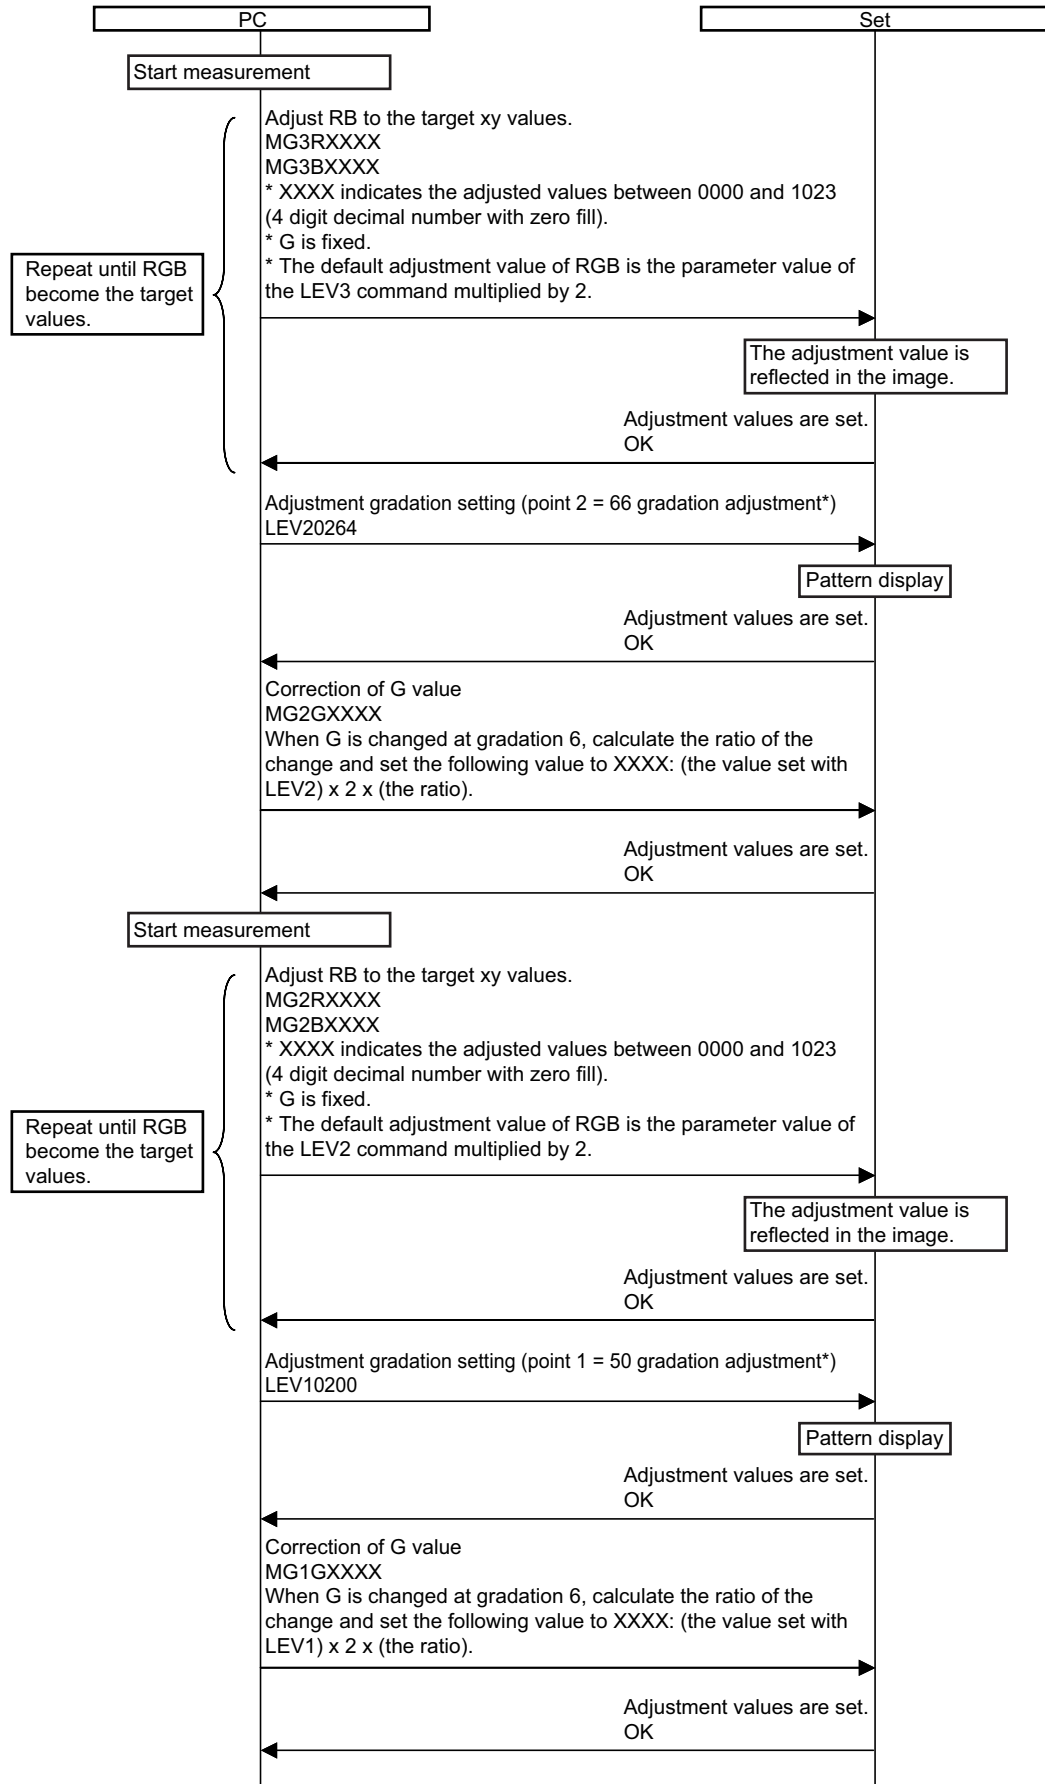 PC
Set
Start measurement
Adjust RB to the target xy values.
MG3RXXXX
MG3BXXXX
* XXXX indicates the adjusted values between 0000 and 1023
(4 digit decimal number with zero fill).
* G is fixed.
* The default adjustment value of RGB is the parameter value of
the LEV3 command multiplied by 2.
Repeat until RGB
become the target
values.
The adjustment value is
reflected in the image.
Adjustment values are set.
OK
Adjustment gradation setting (point 2 = 66 gradation adjustment*)
LEV20264
Pattern display
Adjustment values are set.
OK
Correction of G value
MG2GXXXX
When G is changed at gradation 6, calculate the ratio of the
change and set the following value to XXXX: (the value set with
LEV2) x 2 x (the ratio).
Adjustment values are set.
OK
Start measurement
Adjust RB to the target xy values.
MG2RXXXX
MG2BXXXX
* XXXX indicates the adjusted values between 0000 and 1023
(4 digit decimal number with zero fill).
* G is fixed.
* The default adjustment value of RGB is the parameter value of
the LEV2 command multiplied by 2.
Repeat until RGB
become the target
values.
The adjustment value is
reflected in the image.
Adjustment values are set.
OK
Adjustment gradation setting (point 1 = 50 gradation adjustment*)
LEV10200
Pattern display
Adjustment values are set.
OK
Correction of G value
MG1GXXXX
When G is changed at gradation 6, calculate the ratio of the
change and set the following value to XXXX: (the value set with
LEV1) x 2 x (the ratio).
Adjustment values are set.
OK